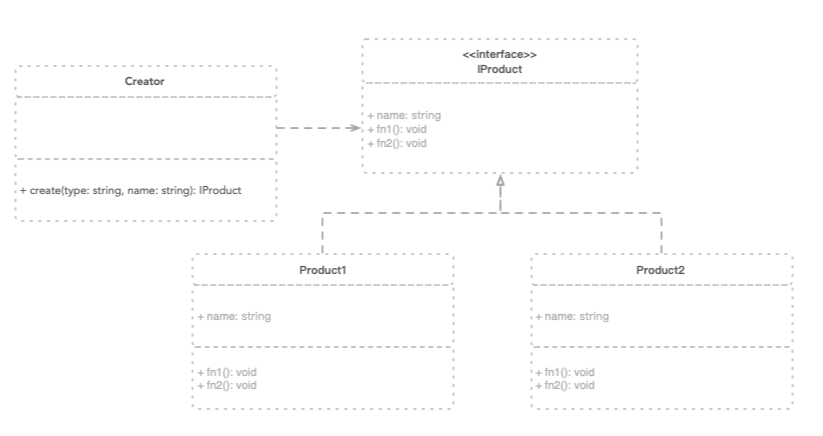 <<interface>>
IProduct
Creator
+ name: string
+ fn1(): void
+ fn2(): void
+ create(type: string, name: string): IProduct
Product1
+ name: string
+ fn1(): void
+ fn2(): void
Product2
+ name: string
+ fn1(): void
+ fn2(): void